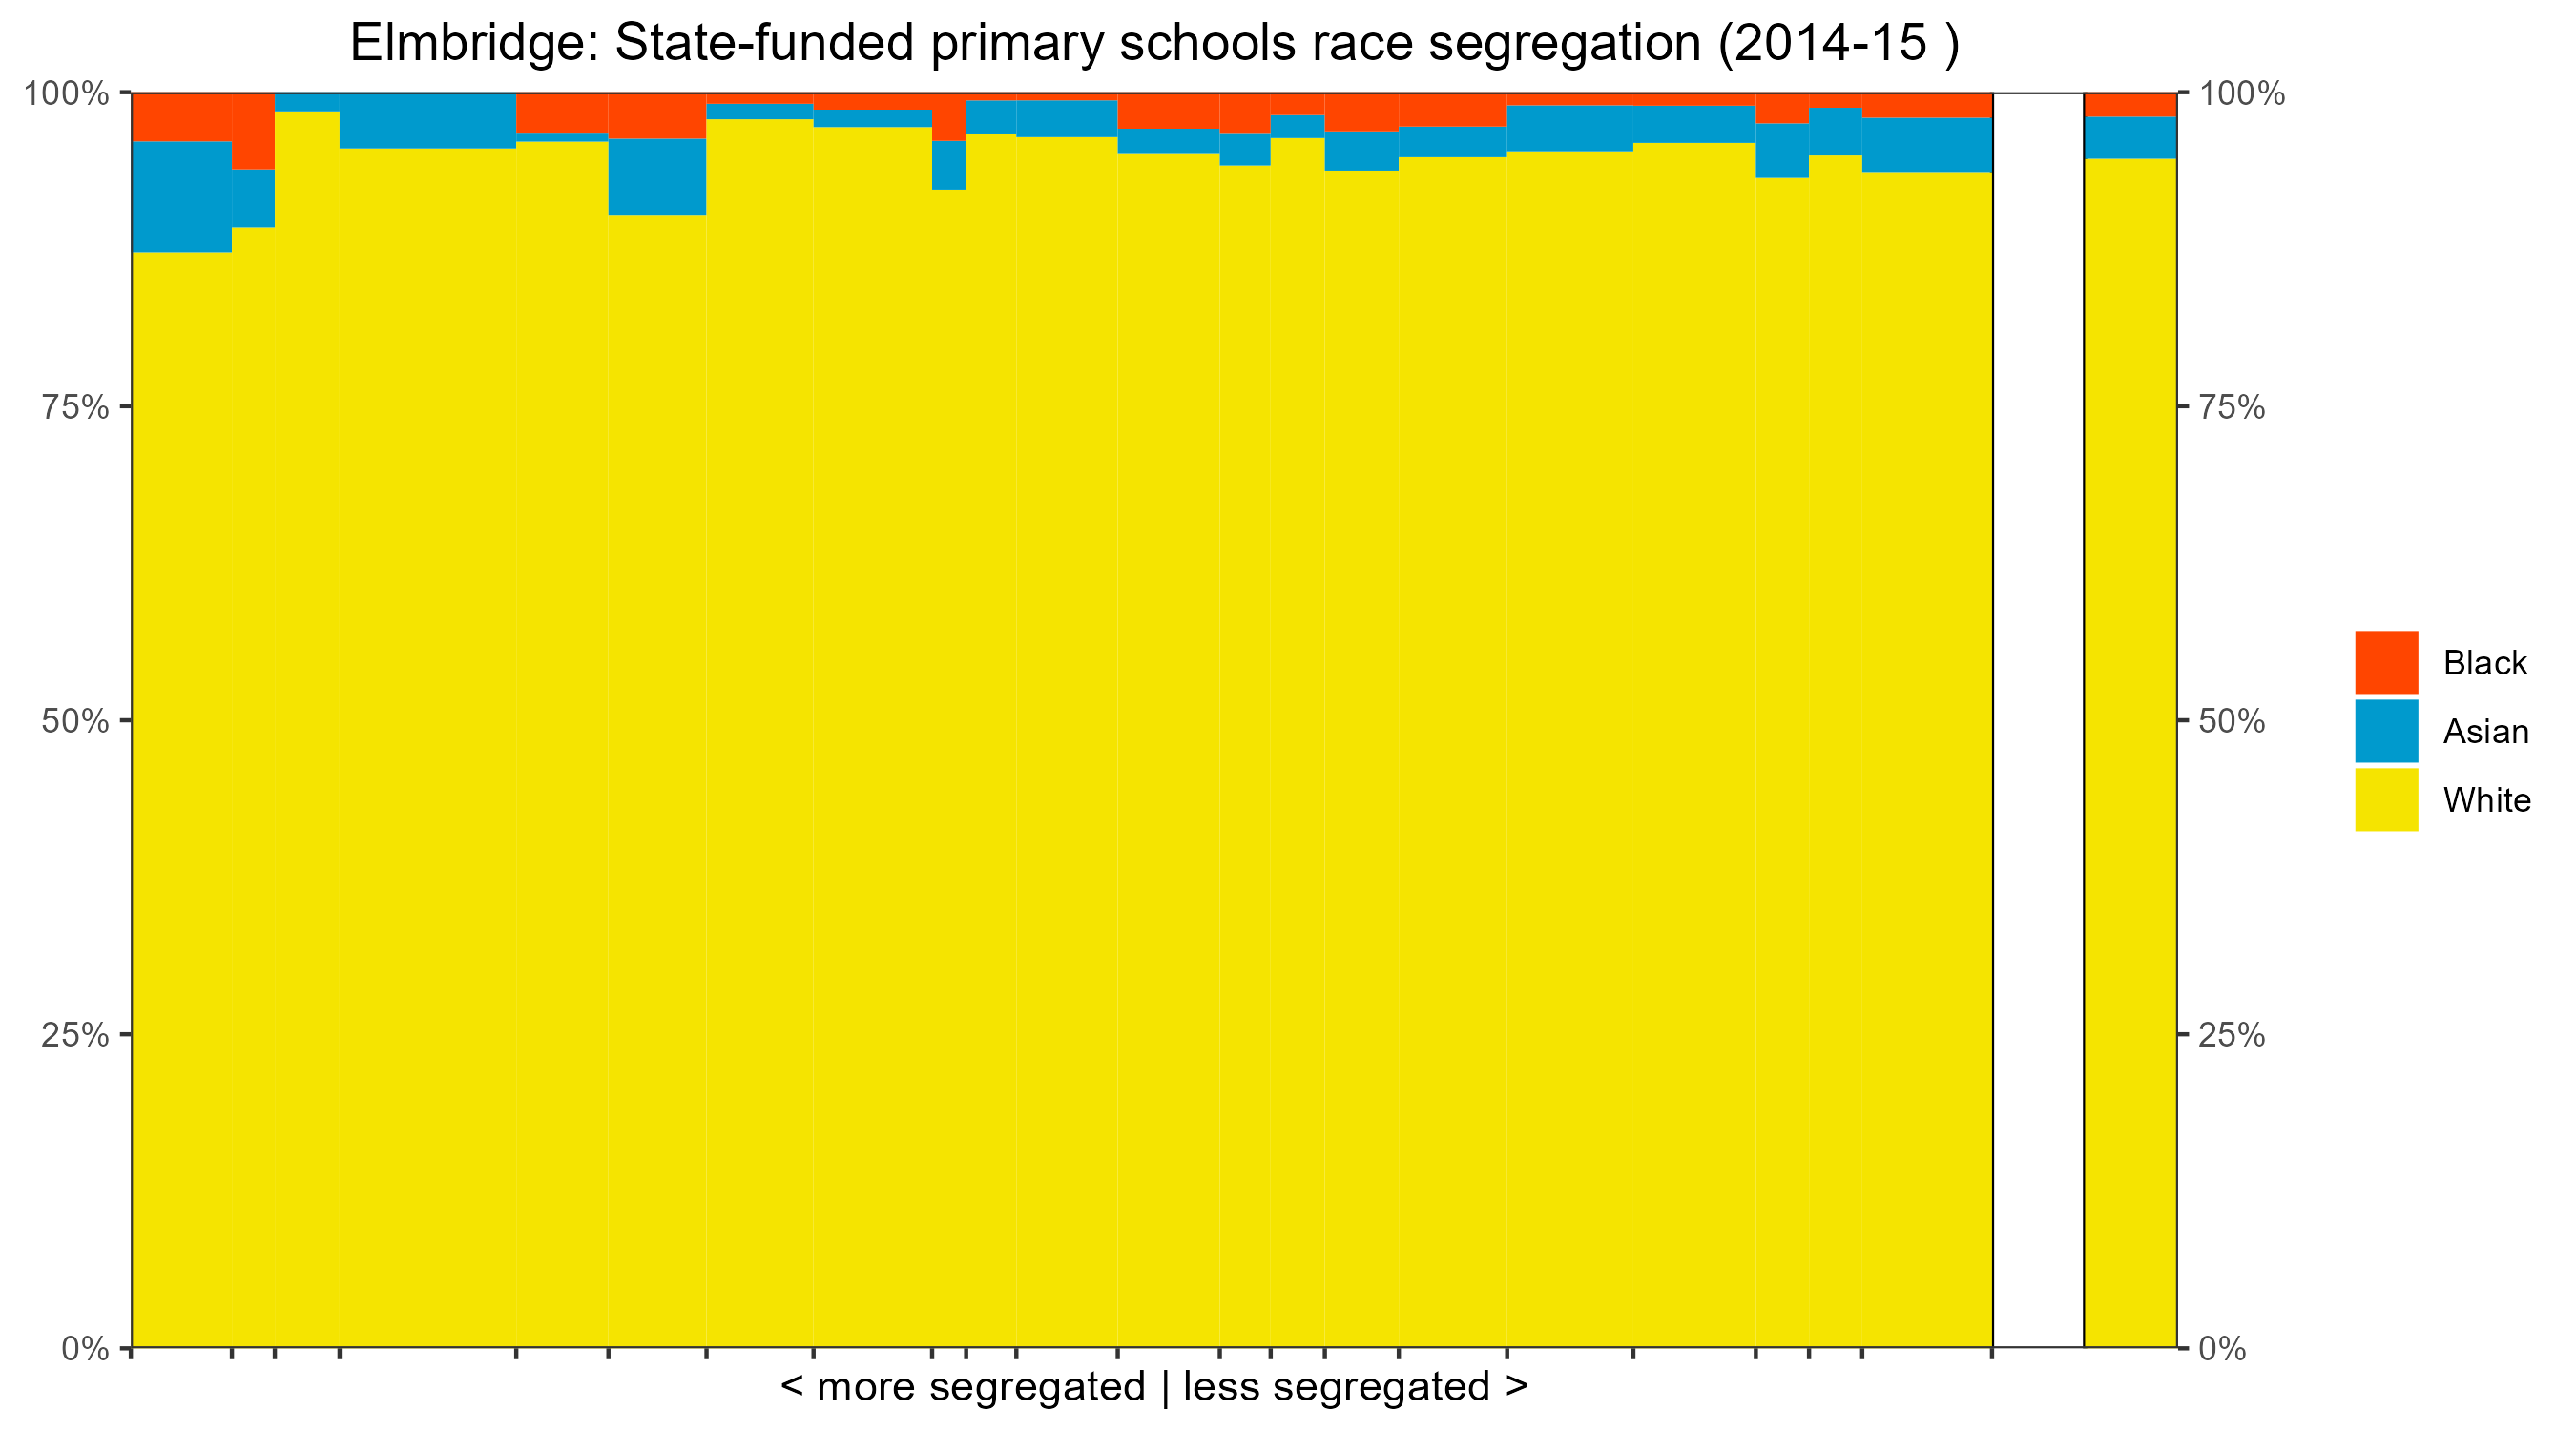 Elmbridge: State-funded primary schools race segregation (2014-15 )
100%
75%
50%
25%
0%
100%
75%
50%
25%
0%
Black
Asian
White
< more segregated | less segregated >